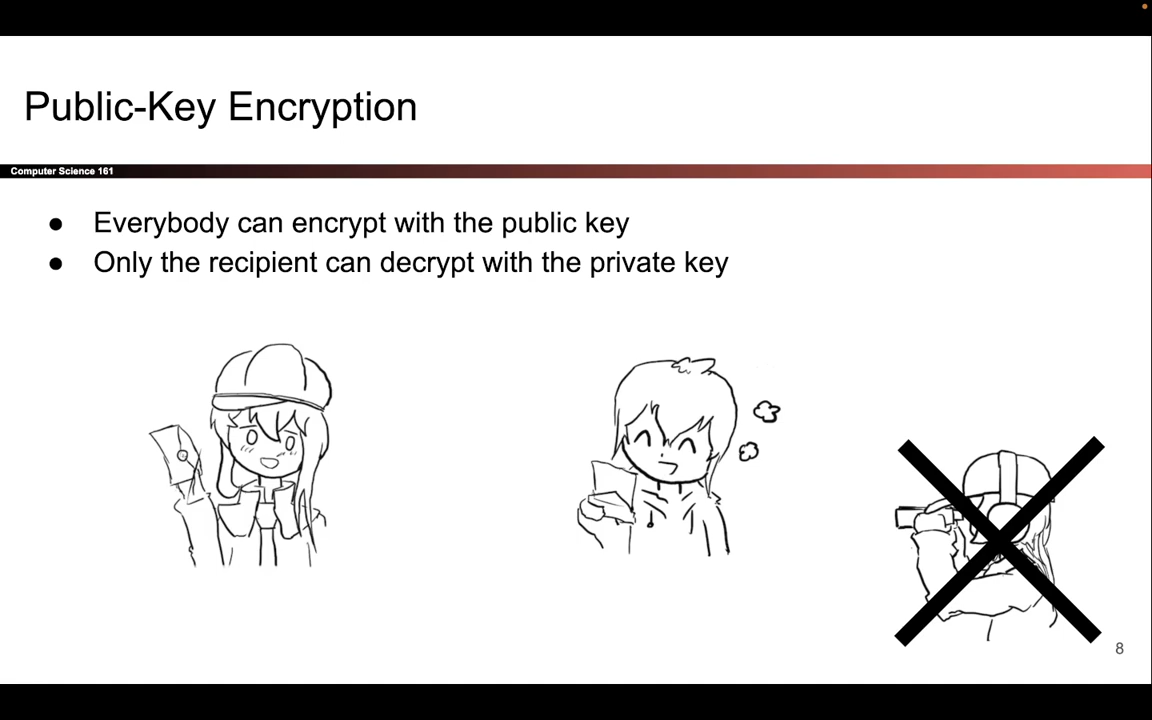 Public-Key Encryption
Computer Science 161
● Everybody can encrypt with the public key
● Only the recipient can decrypt with the private key
8